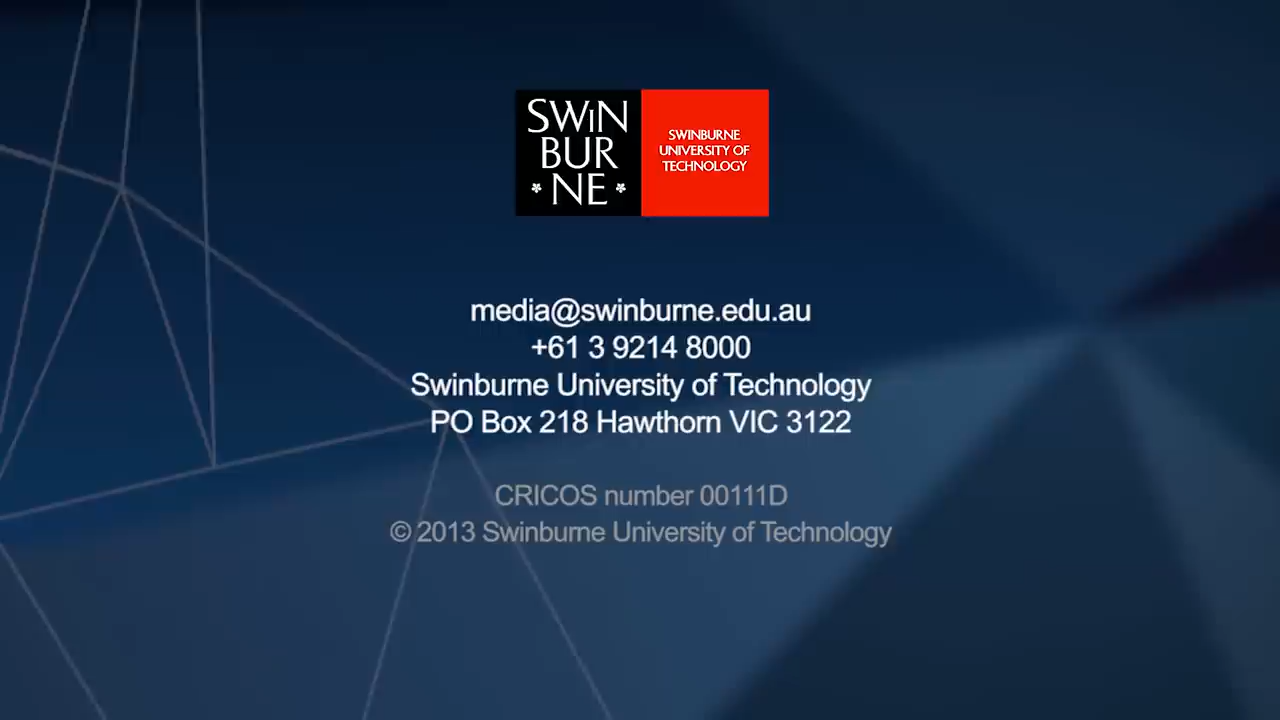 SWIN
BUR
NE
SWINBURNE
UNIVERSITY OF
TECHNOLOGY
media@swinburne.edu.au
+61 3 9214 8000
Swinburne University of Technology
PO Box 218 Hawthorn VIC 3122
CRICOS number 00111D
© 2013 Swinburne University of Technology